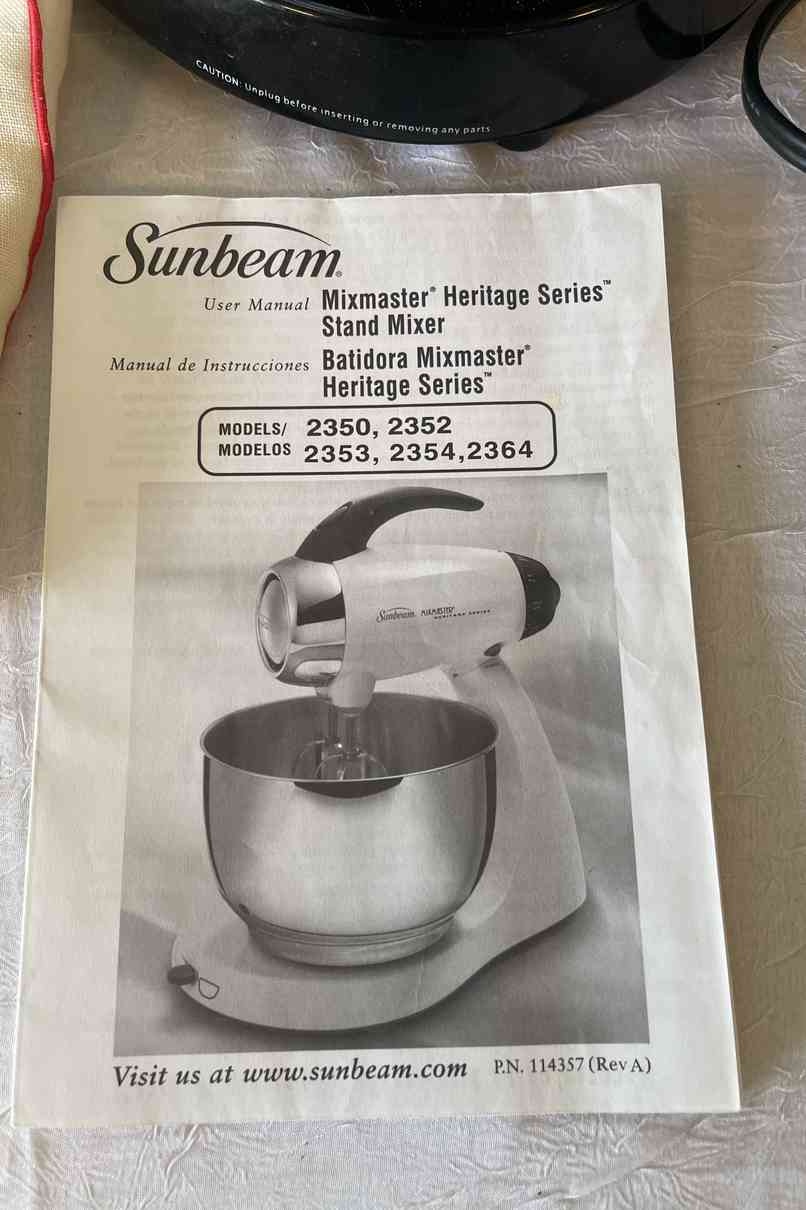 CAUTION: Unplug before inserting or removing any parts
Sunbeam®
User Manual Mixmaster® Heritage Series™
Stand Mixer
Manual de Instrucciones Batidora Mixmaster®
Heritage Series™
MODELS/ 2350, 2352
MODELOS 2353, 2354,2364
Sunbeam. MIXMASTER®
HERITAGE SERIES
Visit us at www.sunbeam.com P.N. 114357 (Rev A)